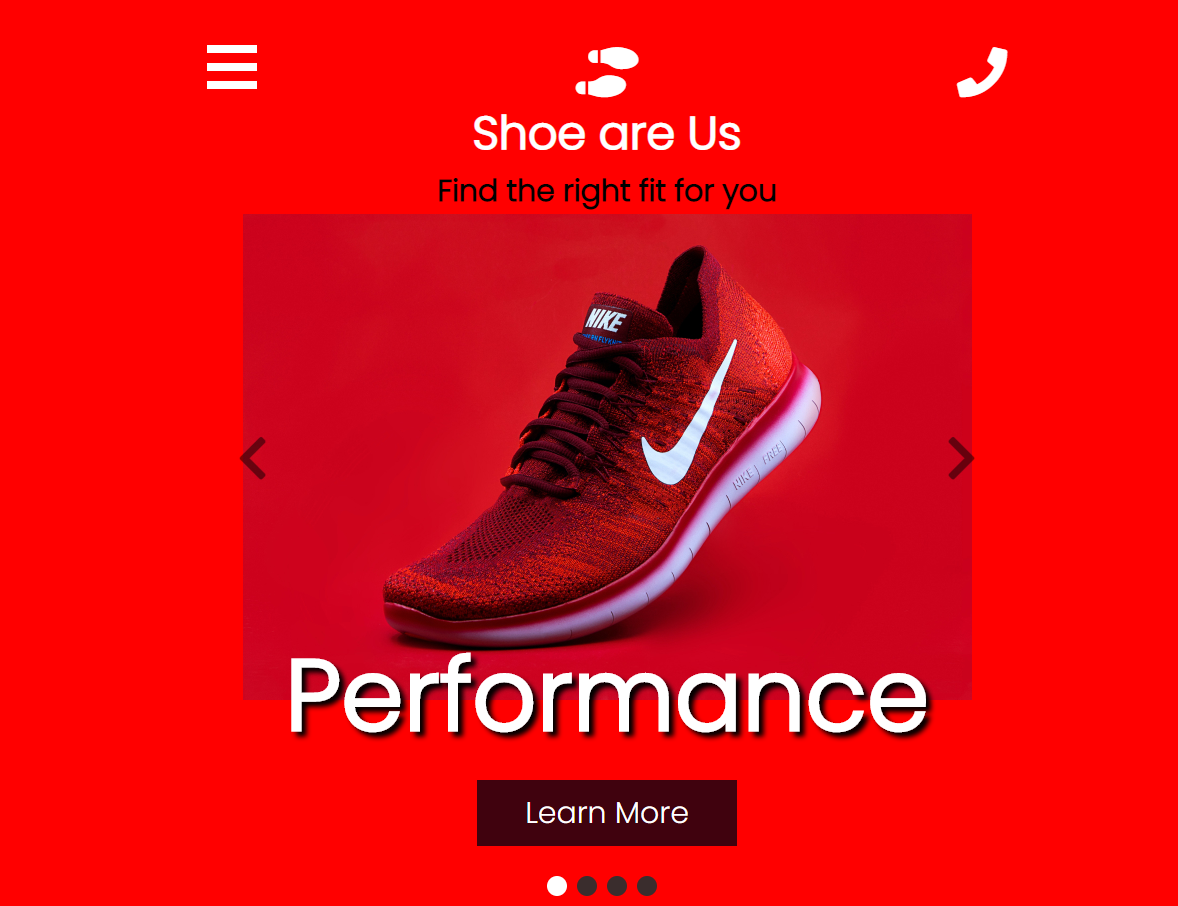 Shoe are Us
Find the right fit for you
NIKE
NIKE FREE
Performance
Learn More